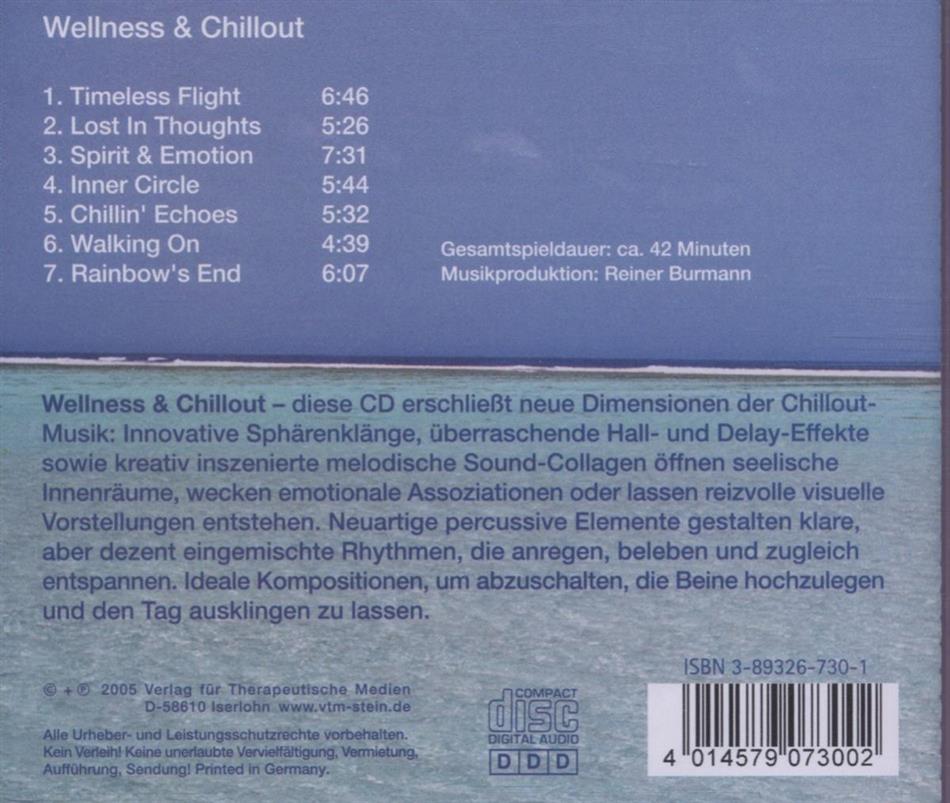 Wellness & Chillout
1. Timeless Flight 6:46
2. Lost In Thoughts 5:26
3. Spirit & Emotion 7:31
4. Inner Circle 5:44
5. Chillin' Echoes 5:32
6. Walking On 4:39
7. Rainbow's End 6:07
Gesamtspieldauer: ca. 42 Minuten
Musikproduktion: Reiner Burmann
Wellness & Chillout – diese CD erschließt neue Dimensionen der Chillout-
Musik: Innovative Sphärenklänge, überraschende Hall- und Delay-Effekte
sowie kreativ inszenierte melodische Sound-Collagen öffnen seelische
Innenräume, wecken emotionale Assoziationen oder lassen reizvolle visuelle
Vorstellungen entstehen. Neuartige percussive Elemente gestalten klare,
aber dezent eingemischte Rhythmen, die anregen, beleben und zugleich
entspannen. Ideale Kompositionen, um abzuschalten, die Beine hochzulegen
und den Tag ausklingen zu lassen.
© + ℗ 2005 Verlag für Therapeutische Medien
D-58610 Iserlohn www.vtm-stein.de
Alle Urheber- und Leistungsschutzrechte vorbehalten.
Kein Verleih! Keine unerlaubte Vervielfältigung, Vermietung,
Aufführung, Sendung! Printed in Germany.
COMPACT
disc
DIGITAL AUDIO
DDD
ISBN 3-89326-730-1
4 014579 073002